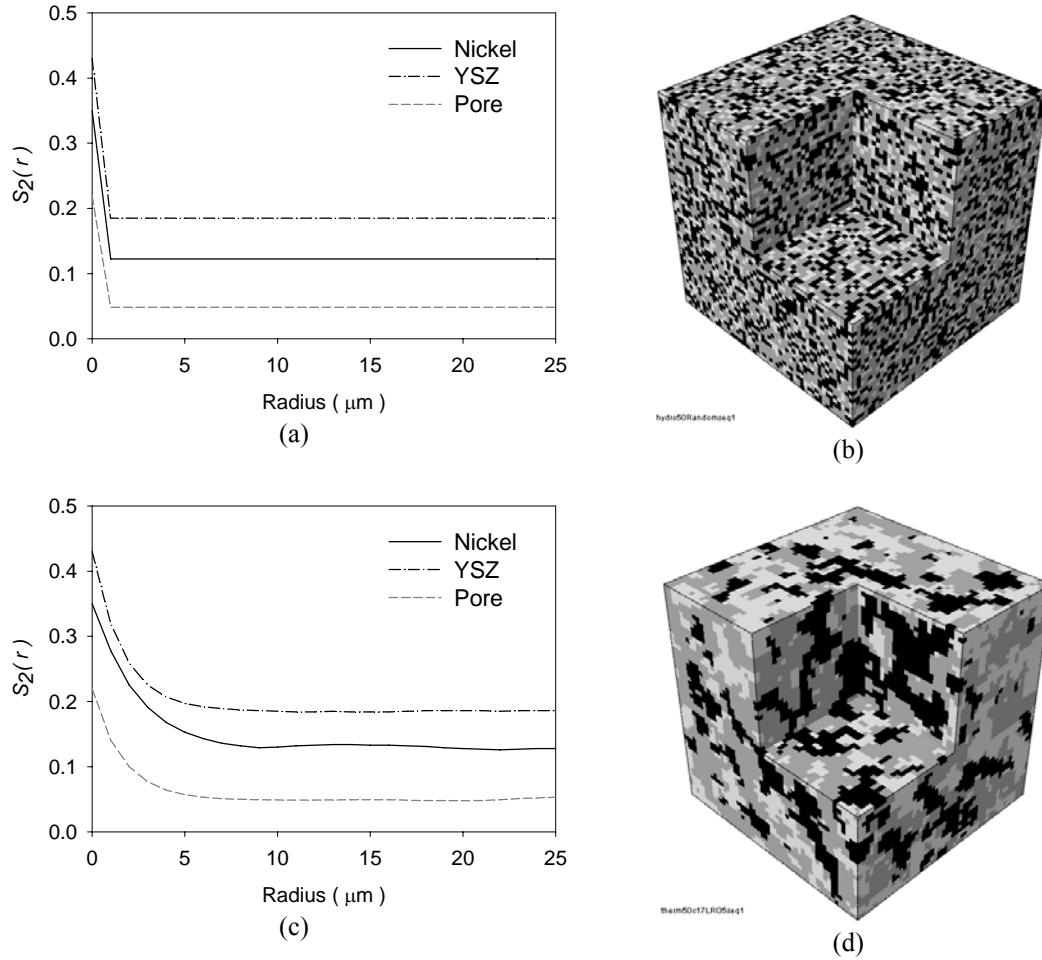 0.5
0.4
0.3
0.2
0.1
0.0
S2(r)
Nickel
YSZ
Pore
0 5 10 15 20 25
Radius ( μm )
(a)
hydro50Randomseq1
(b)
0.5
0.4
0.3
0.2
0.1
0.0
S2(r)
Nickel
YSZ
Pore
0 5 10 15 20 25
Radius ( μm )
(c)
therm50c17LRO5seq1
(d)